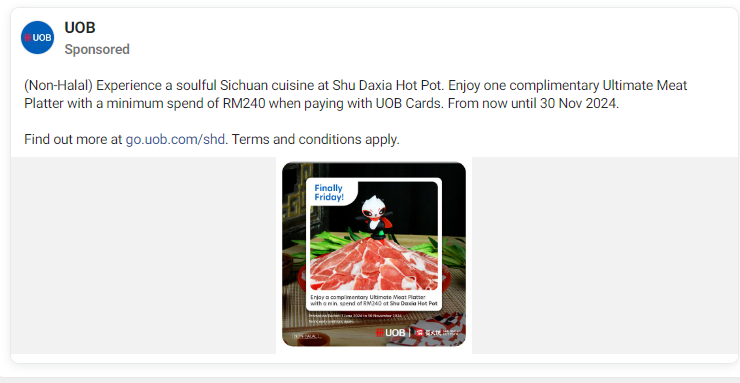 UOB
UOB
Sponsored
(Non-Halal) Experience a soulful Sichuan cuisine at Shu Daxia Hot Pot. Enjoy one complimentary Ultimate Meat
Platter with a minimum spend of RM240 when paying with UOB Cards. From now until 30 Nov 2024.
Find out more at go.uob.com/shd. Terms and conditions apply.
Finally
Friday!
Enjoy a complimentary Ultimate Meat Platter
with a min. spend of RM240 at Shu Daxia Hot Pot
UOB